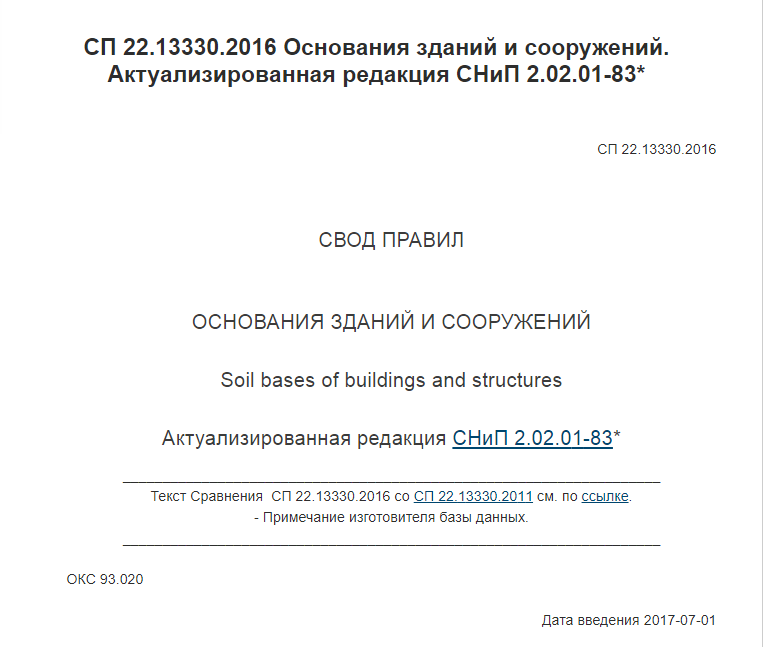 СП 22.13330.2016 Основания зданий и сооружений.
Актуализированная редакция СНиП 2.02.01-83*
СП 22.13330.2016
СВОД ПРАВИЛ
ОСНОВАНИЯ ЗДАНИЙ И СООРУЖЕНИЙ
Soil bases of buildings and structures
Актуализированная редакция СНиП 2.02.01-83*
Текст Сравнения СП 22.13330.2016 со СП 22.13330.2011 см. по ссылке.
- Примечание изготовителя базы данных.
ОКС 93.020
Дата введения 2017-07-01